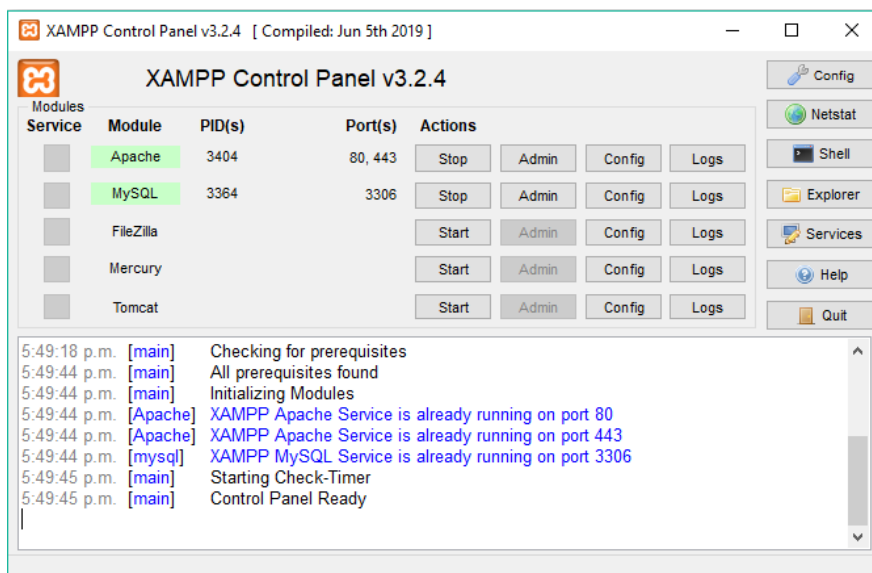 XAMPP Control Panel v3.2.4 [ Compiled: Jun 5th 2019 ]
XAMPP Control Panel v3.2.4
Config
Modules
Service Module PID(s) Port(s) Actions
Netstat
Apache 3404 80, 443 Stop Admin Config Logs
Shell
MySQL 3364 3306 Stop Admin Config Logs
Explorer
FileZilla Start Admin Config Logs
Services
Mercury Start Admin Config Logs
Help
Tomcat Start Admin Config Logs
Quit
5:49:18 p.m. [main] Checking for prerequisites
5:49:44 p.m. [main] All prerequisites found
5:49:44 p.m. [main] Initializing Modules
5:49:44 p.m. [Apache] XAMPP Apache Service is already running on port 80
5:49:44 p.m. [Apache] XAMPP Apache Service is already running on port 443
5:49:44 p.m. [mysql] XAMPP MySQL Service is already running on port 3306
5:49:45 p.m. [main] Starting Check-Timer
5:49:45 p.m. [main] Control Panel Ready